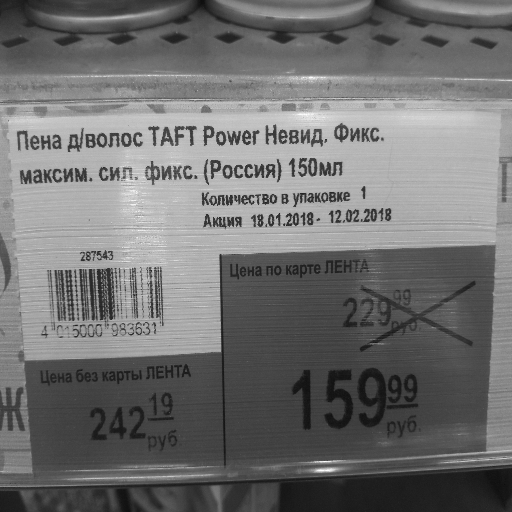 Пена д/волос TAFT Power Невид. Фикс.
максим. сил. фикс. (Россия) 150мл
Количество в упаковке 1
Акция 18.01.2018 - 12.02.2018
287543
4 015000 983631
Цена по карте ЛЕНТА
229 99
руб.
159 99
руб.
Цена без карты ЛЕНТА
242 19
руб